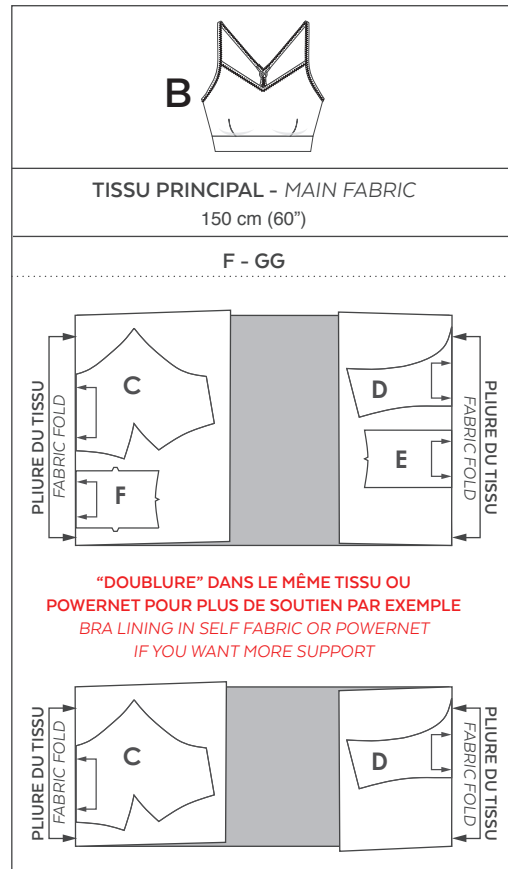 B
TISSU PRINCIPAL - MAIN FABRIC
150 cm (60”)
F - GG
PLIURE DU TISSU
FABRIC FOLD
C
F
D
E
PLIURE DU TISSU
FABRIC FOLD
“DOUBLURE” DANS LE MÊME TISSU OU
POWERNET POUR PLUS DE SOUTIEN PAR EXEMPLE
BRA LINING IN SELF FABRIC OR POWERNET
IF YOU WANT MORE SUPPORT
PLIURE DU TISSU
FABRIC FOLD
C
D
PLIURE DU TISSU
FABRIC FOLD